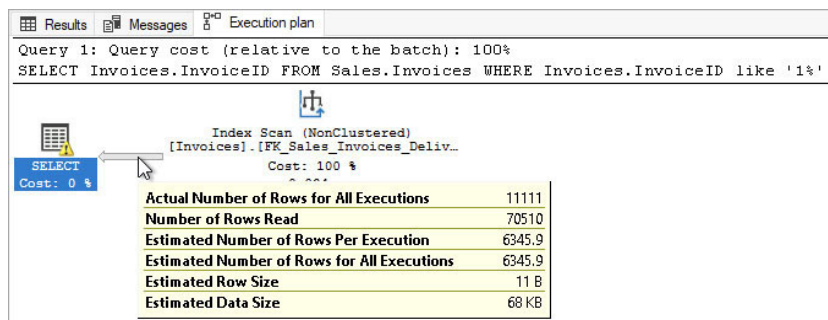 Results Messages Execution plan
Query 1: Query cost (relative to the batch): 100%
SELECT Invoices.InvoiceID FROM Sales.Invoices WHERE Invoices.InvoiceID like '1%'
Index Scan (NonClustered)
[Invoices].[FK_Sales_Invoices_Deliv…
SELECT
Cost: 0 %
Cost: 100 %
Actual Number of Rows for All Executions 11111
Number of Rows Read 70510
Estimated Number of Rows Per Execution 6345.9
Estimated Number of Rows for All Executions 6345.9
Estimated Row Size 11 B
Estimated Data Size 68 KB